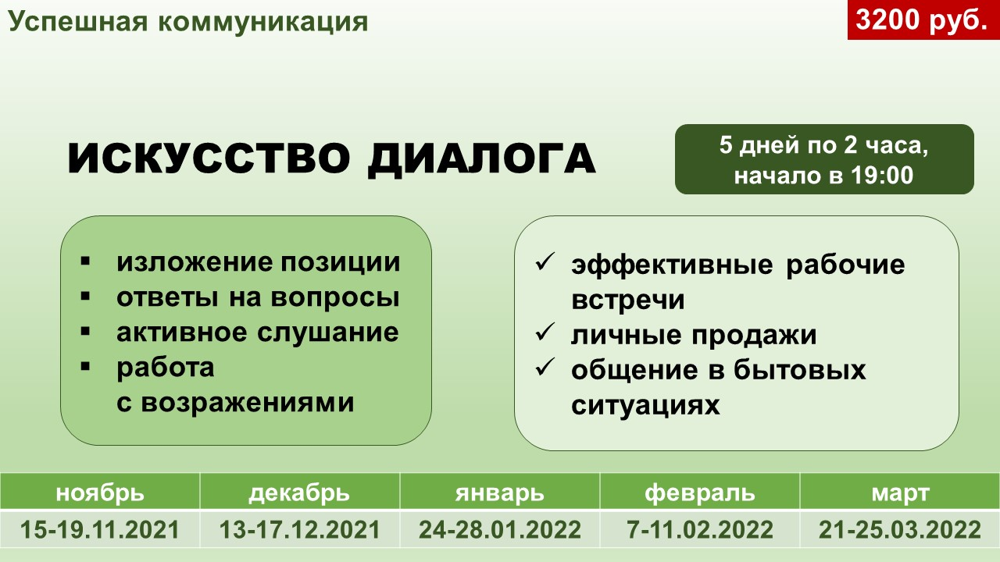 Успешная коммуникация
3200 руб.
ИСКУССТВО ДИАЛОГА
5 дней по 2 часа,
начало в 19:00
▪ изложение позиции
▪ ответы на вопросы
▪ активное слушание
▪ работа
с возражениями
✓ эффективные рабочие
встречи
✓ личные продажи
✓ общение в бытовых
ситуациях
ноябрь декабрь январь февраль март
15-19.11.2021 13-17.12.2021 24-28.01.2022 7-11.02.2022 21-25.03.2022